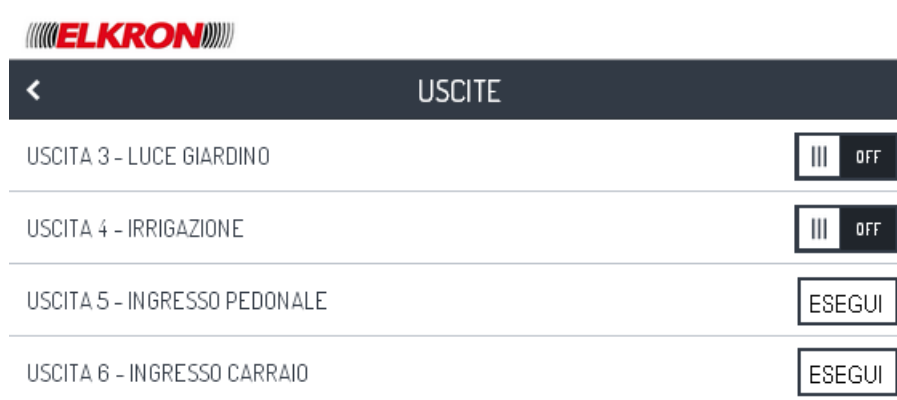 ELKRON
USCITE
USCITA 3 - LUCE GIARDINO OFF
USCITA 4 - IRRIGAZIONE OFF
USCITA 5 - INGRESSO PEDONALE ESEGUI
USCITA 6 - INGRESSO CARRAIO ESEGUI